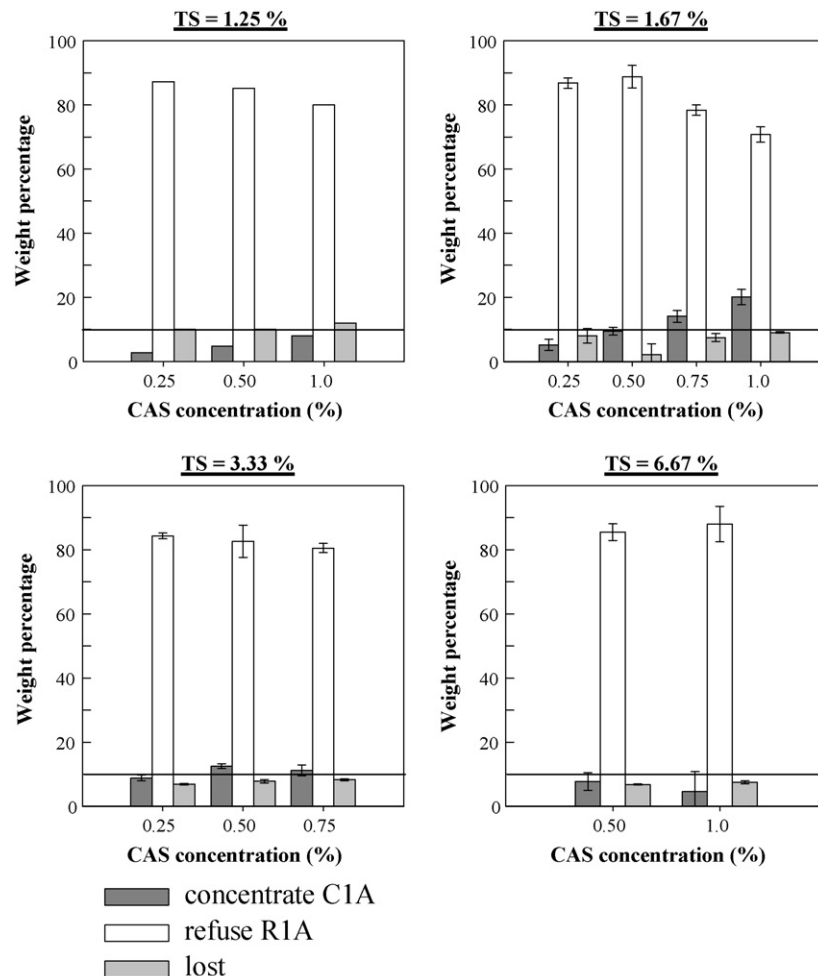 TS = 1.25 %
100
80
60
40
20
0
Weight percentage
0.25 0.50 1.0
CAS concentration (%)
TS = 1.67 %
100
80
60
40
20
0
Weight percentage
0.25 0.50 0.75 1.0
CAS concentration (%)
TS = 3.33 %
100
80
60
40
20
0
Weight percentage
0.25 0.50 0.75
CAS concentration (%)
TS = 6.67 %
100
80
60
40
20
0
Weight percentage
0.50 1.0
CAS concentration (%)
concentrate C1A
refuse R1A
lost